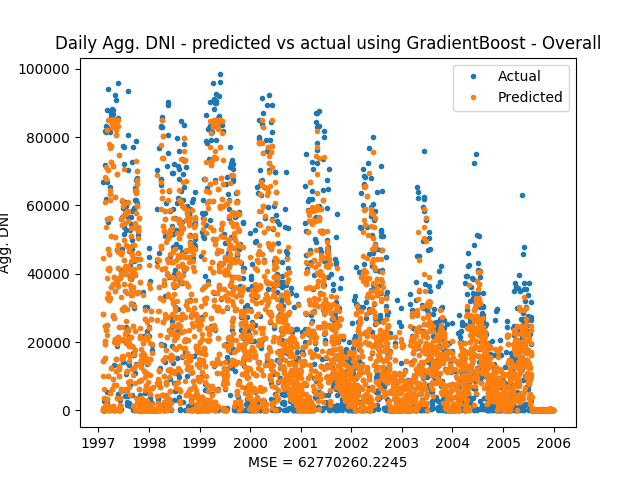 Daily Agg. DNI - predicted vs actual using GradientBoost - Overall
Actual
Predicted
Agg. DNI
100000
80000
60000
40000
20000
0
1997 1998 1999 2000 2001 2002 2003 2004 2005 2006
MSE = 62770260.2245